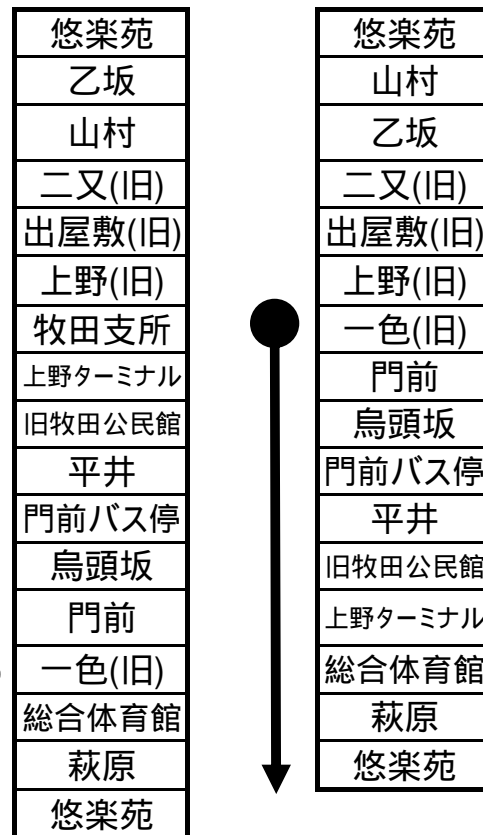 悠楽苑
乙坂
山村
二又(旧)
出屋敷(旧)
上野(旧)
牧田支所
上野ターミナル
旧牧田公民館
平井
門前バス停
烏頭坂
門前
一色(旧)
総合体育館
萩原
悠楽苑
悠楽苑
山村
乙坂
二又(旧)
出屋敷(旧)
上野(旧)
一色(旧)
門前
烏頭坂
門前バス停
平井
旧牧田公民館
上野ターミナル
総合体育館
萩原
悠楽苑